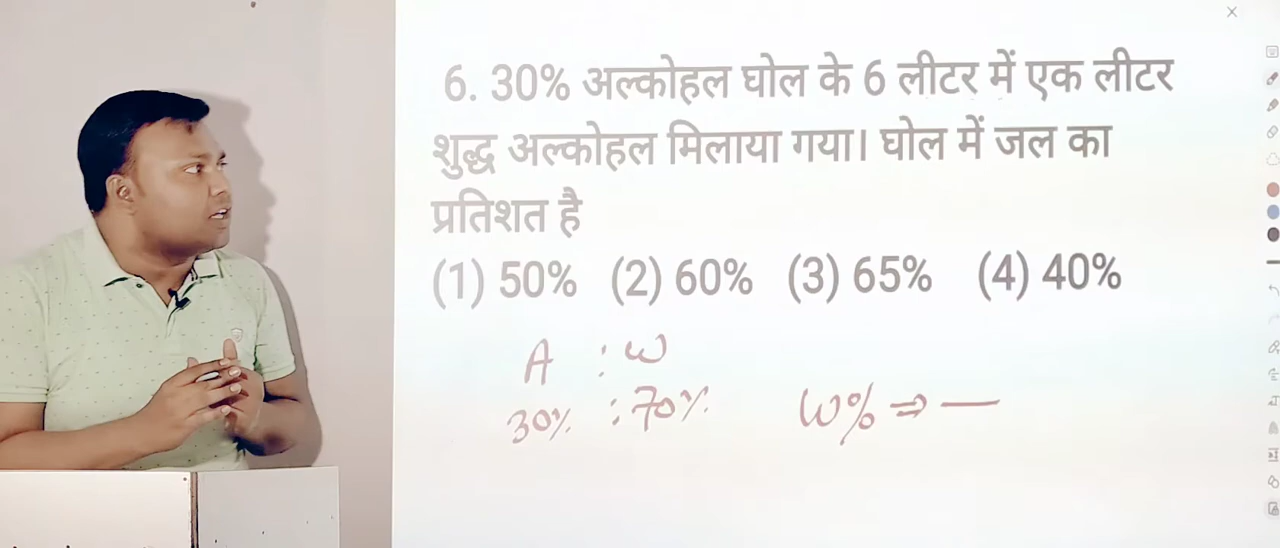 6. 30% अल्कोहल घोल के 6 लीटर में एक लीटर
शुद्ध अल्कोहल मिलाया गया। घोल में जल का
प्रतिशत है
(1) 50% (2) 60% (3) 65% (4) 40%
A : W
30% : 70% W% ⇒ —